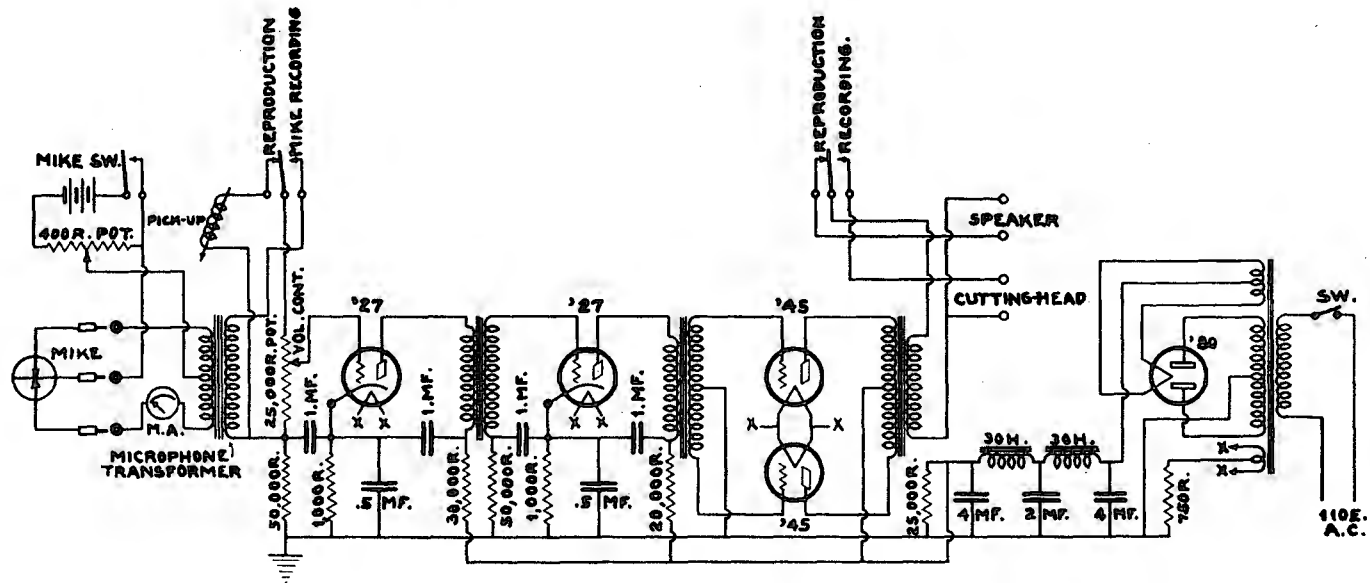 REPRODUCTION
MIKE RECORDING
REPRODUCTION
RECORDING.
MIKE SW.
PICK-UP
400R. POT.
SPEAKER
CUTTING-HEAD
SW.
VOL. CONT.
25,000R. POT.
'27
'27
'45
'80
MIKE
M.A.
MICROPHONE
TRANSFORMER
1. MF.
X X
1. MF.
1. MF.
X X
1. MF.
X X
30H.
30H.
X
X
50,000R.
1,000R.
.5 MF.
30,000R.
50,000R.
1,000R.
.5 MF.
20,000R.
'45
25,000R.
4 MF.
2 MF.
4 MF.
750R.
110E.
A.C.